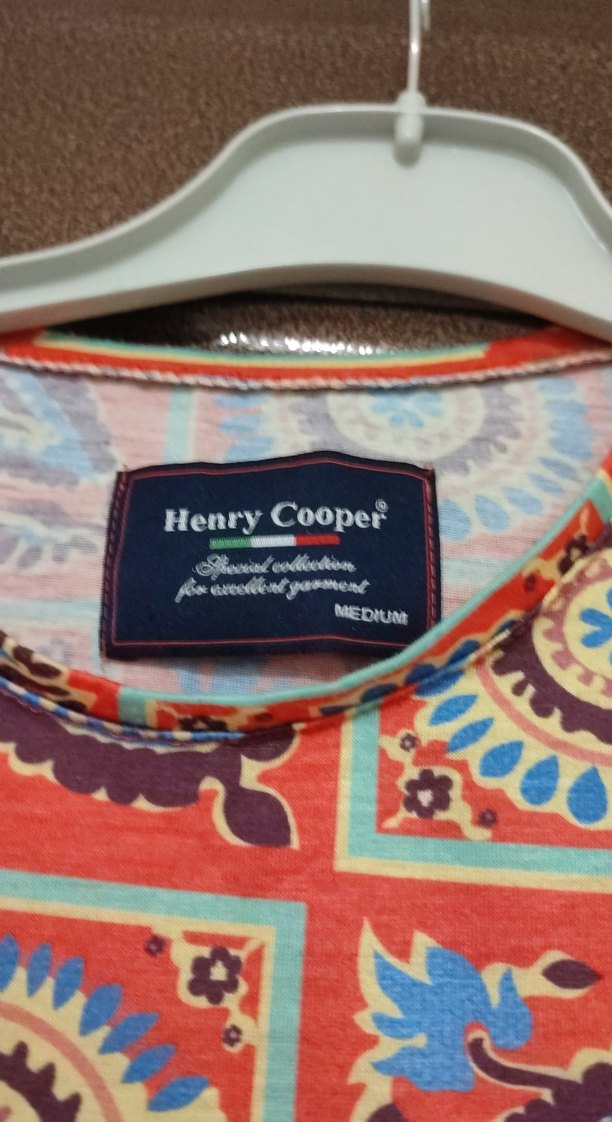 Henry Cooper®
Special collection
for excellent garment
MEDIUM